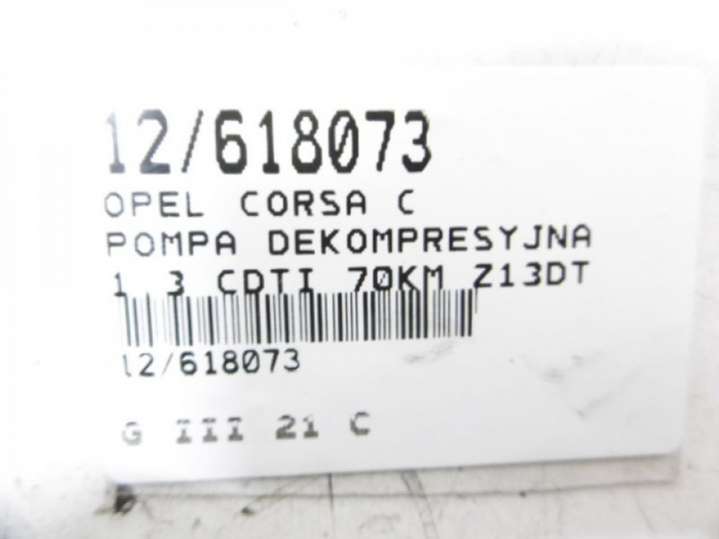 12/618073
OPEL CORSA C
POMPA DEKOMPRESYJNA
1.3 CDTI 70KM Z13DT
12/618073
G III 21 C